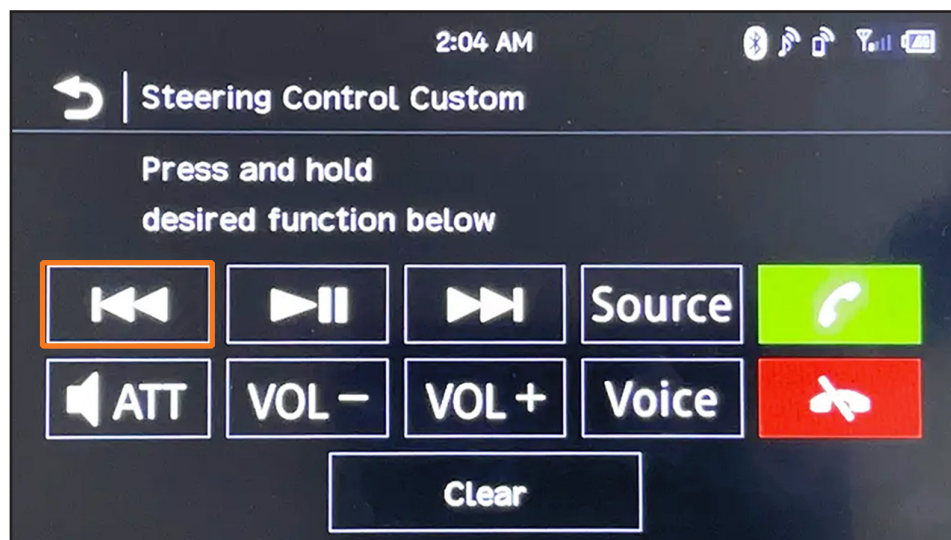 2:04 AM
Steering Control Custom
Press and hold
desired function below
Source
ATT
VOL −
VOL +
Voice
Clear